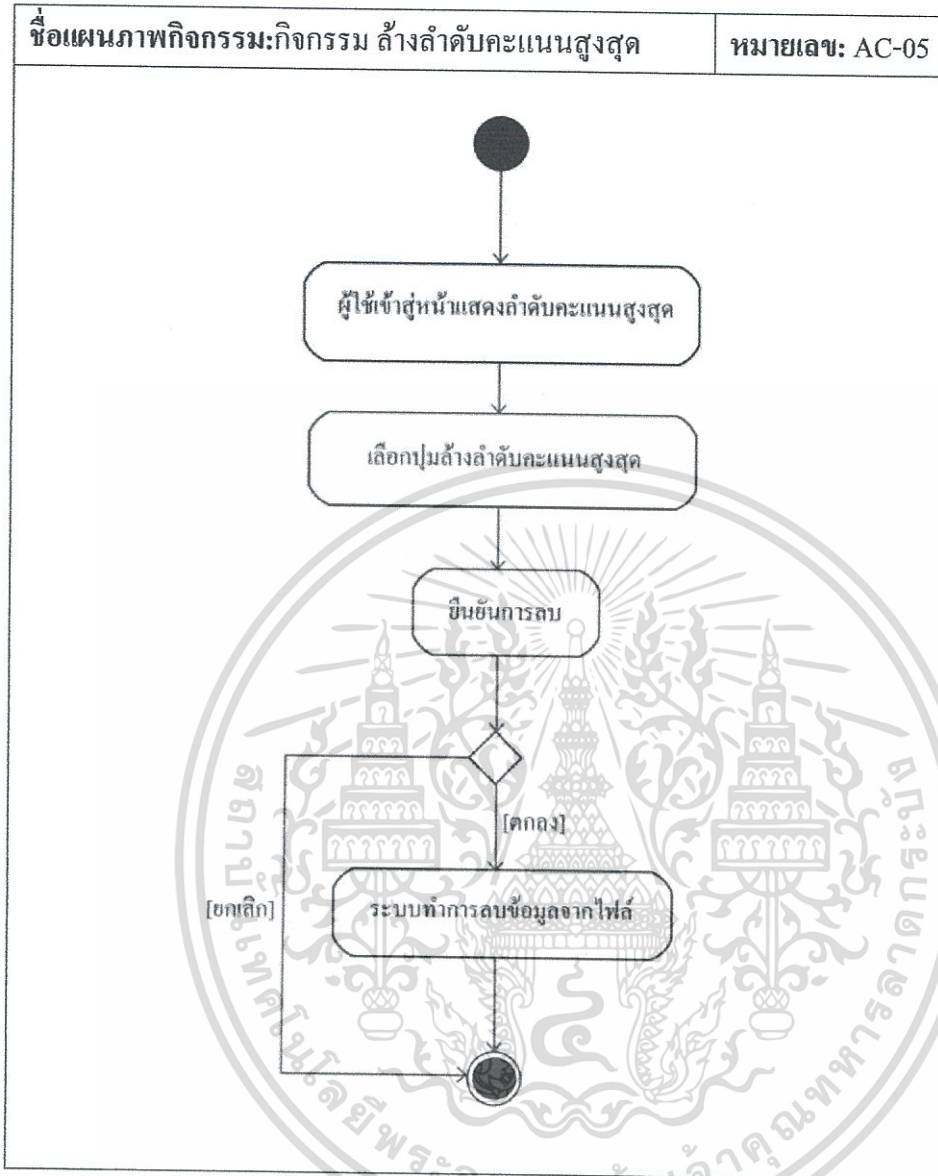 ชื่อแผนภาพกิจกรรม:กิจกรรม ล้างลำดับคะแนนสูงสุด
หมายเลข: AC-05
ผู้ใช้เข้าสู่หน้าแสดงลำดับคะแนนสูงสุด
เลือกปุ่มล้างลำดับคะแนนสูงสุด
ยืนยันการลบ
[ตกลง]
[ยกเลิก]
ระบบทำการลบข้อมูลจากไฟล์